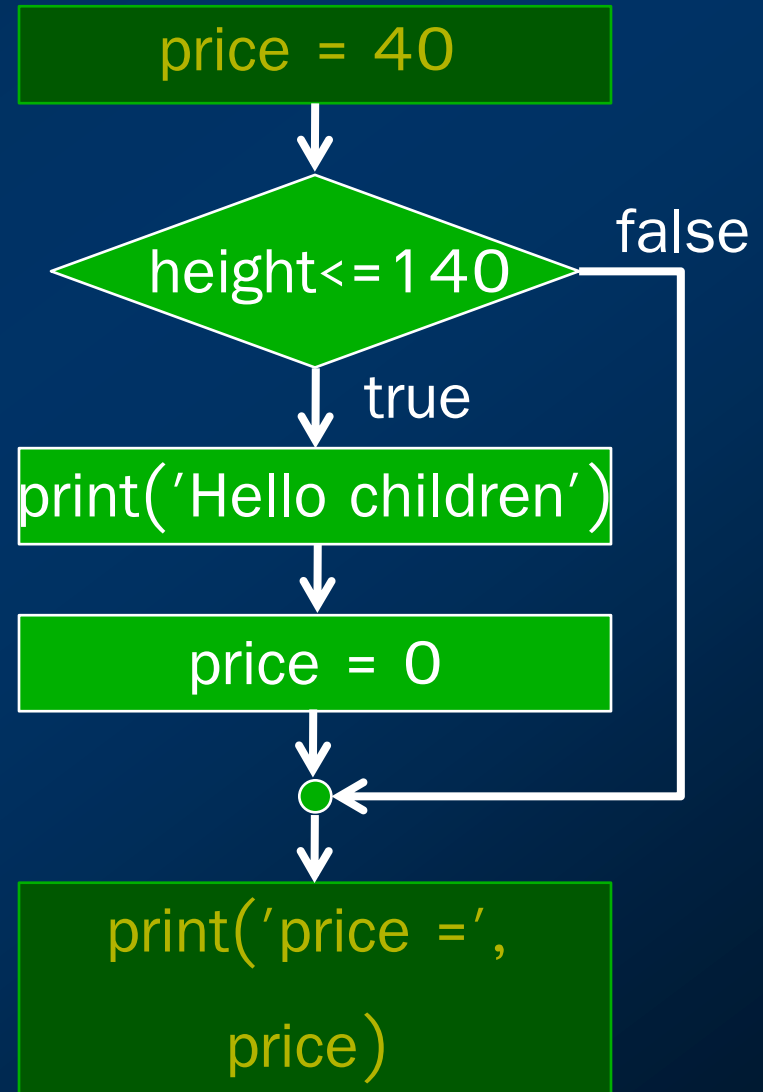 price = 40
height<=140
false
true
print('Hello children')
price = 0
print('price =',
price)